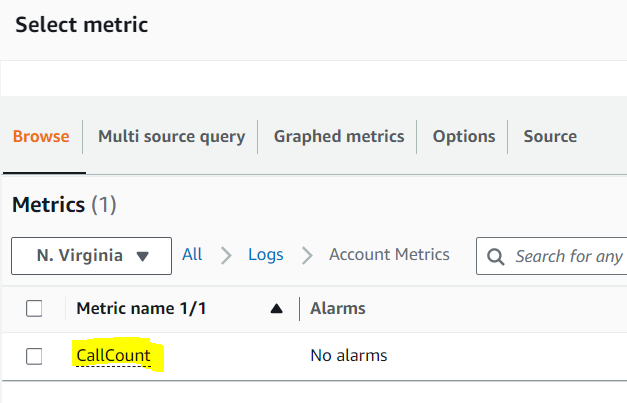 Select metric
Browse Multi source query Graphed metrics Options Source
Metrics (1)
N. Virginia All Logs Account Metrics Search for any
Metric name 1/1 Alarms
CallCount No alarms